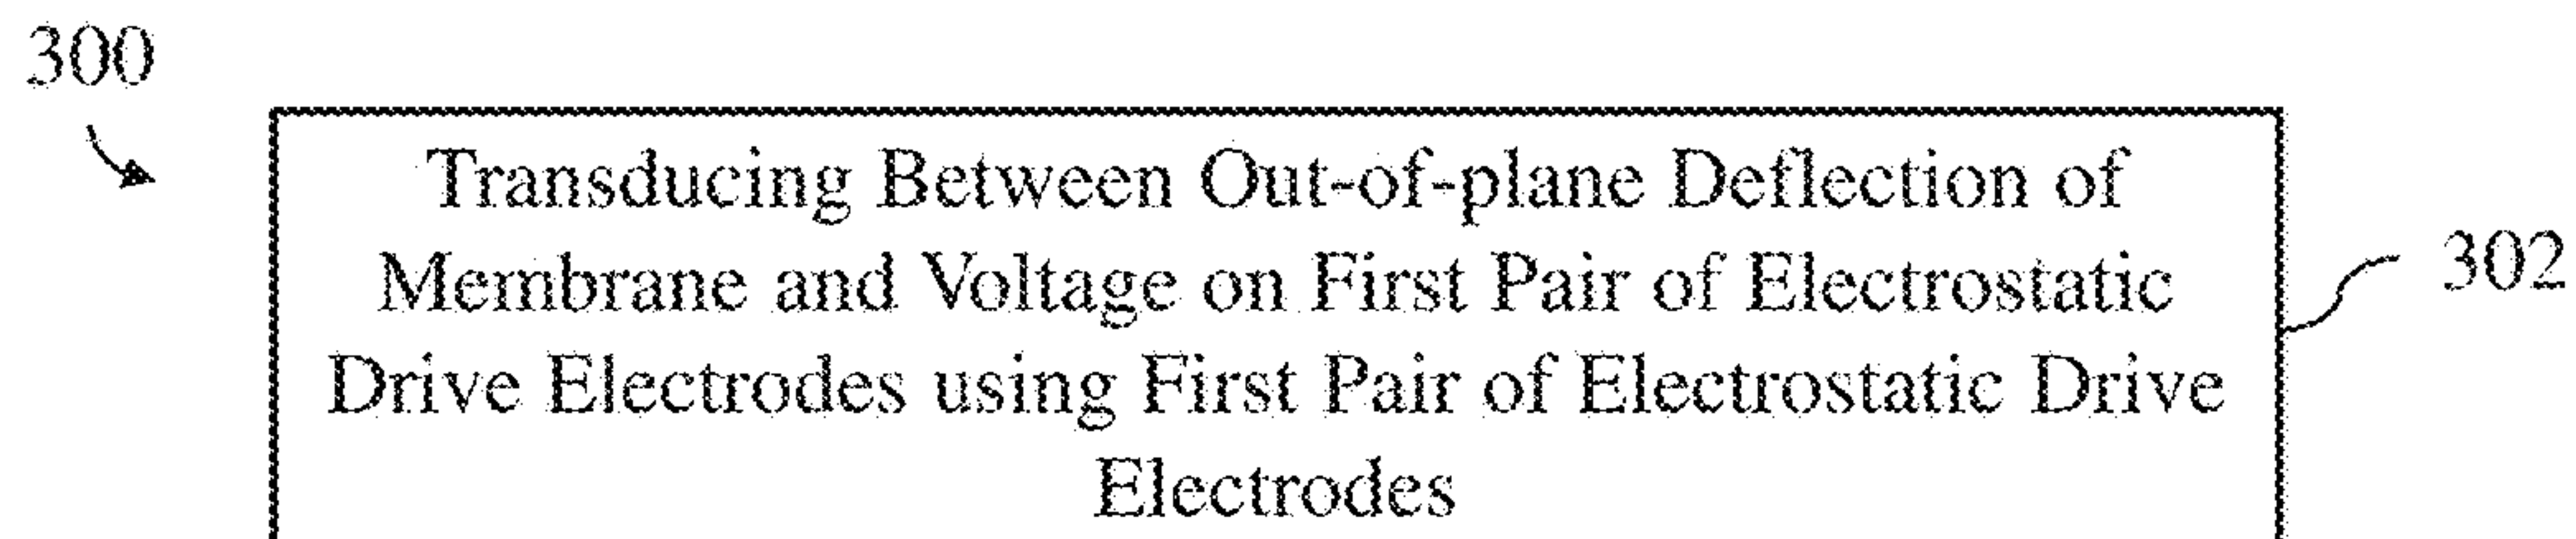 300
Transducing Between Out-of-plane Deflection of
Membrane and Voltage on First Pair of Electrostatic
302
Drive Electrodes using First Pair of Electrostatic Drive
Electrodes